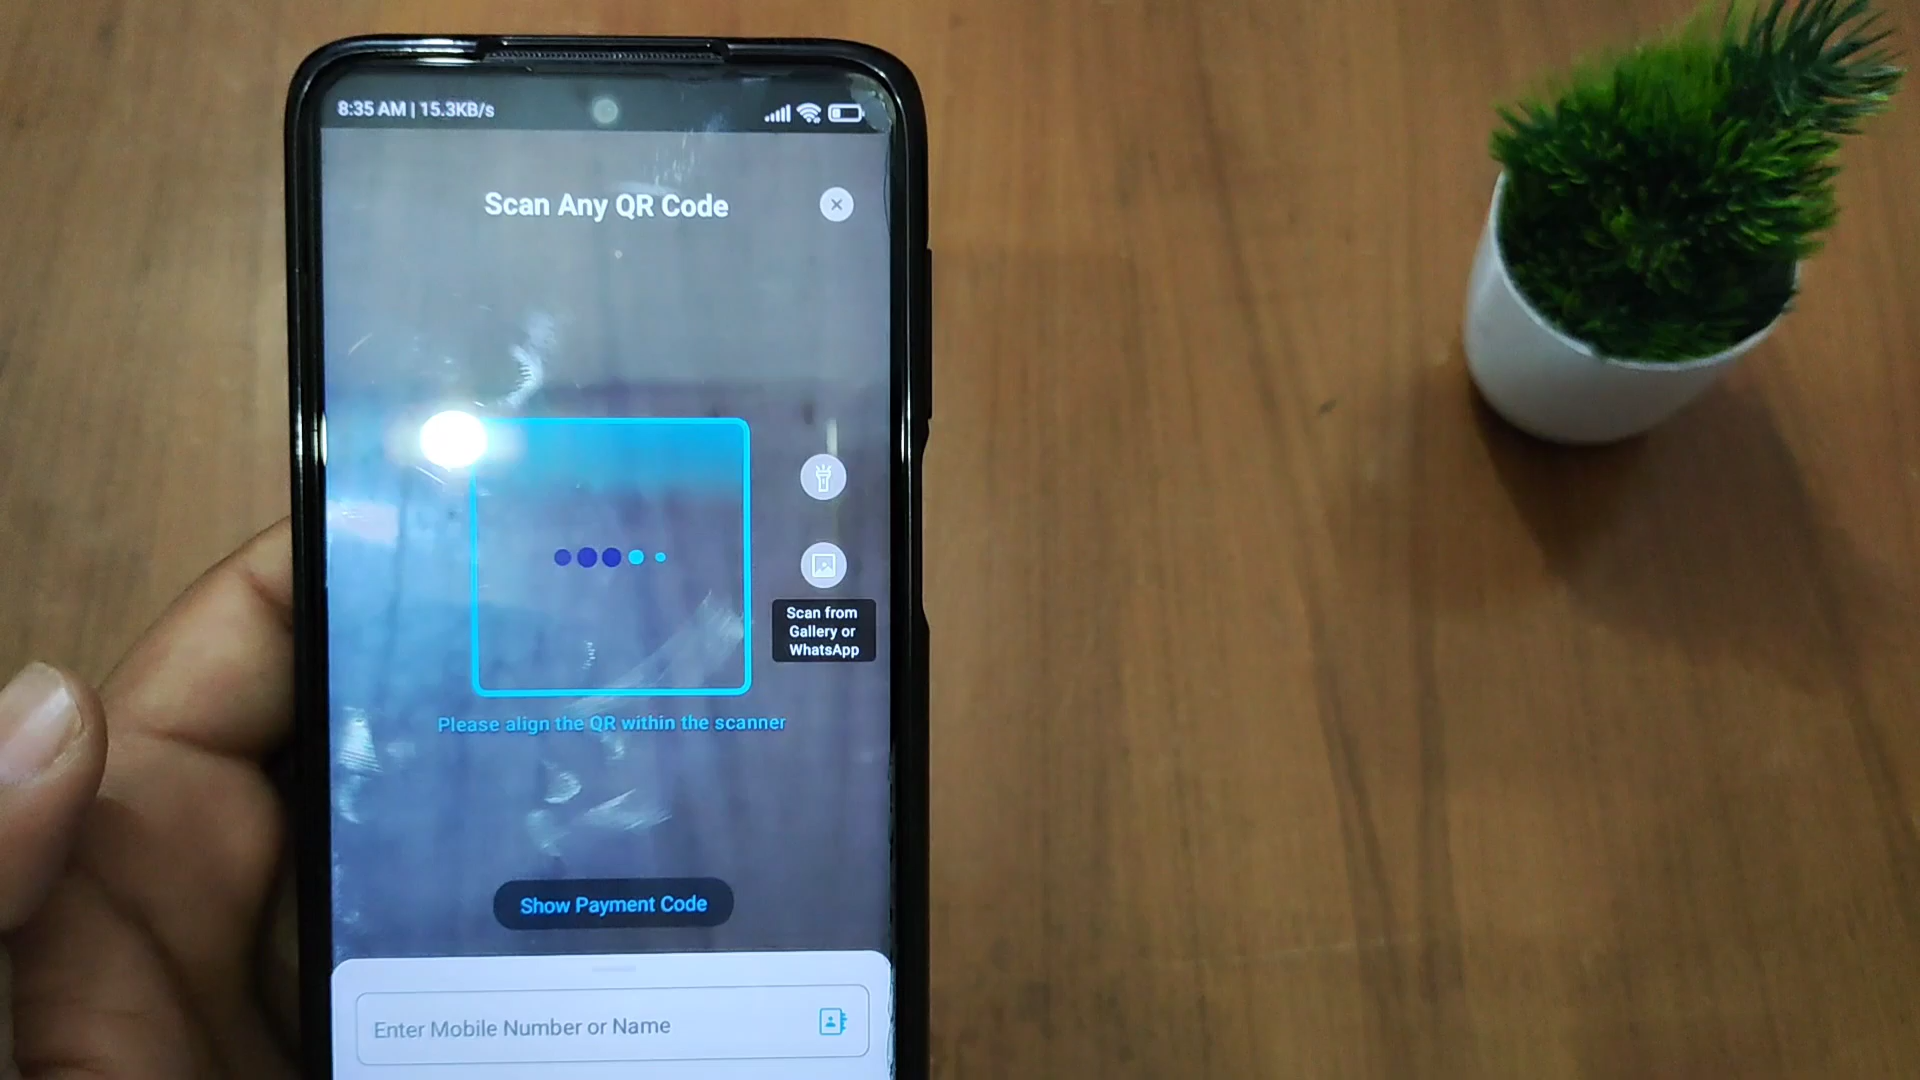 8:35 AM | 15.3KB/s
Scan Any QR Code
Scan from
Gallery or
WhatsApp
Please align the QR within the scanner
Show Payment Code
Enter Mobile Number or Name